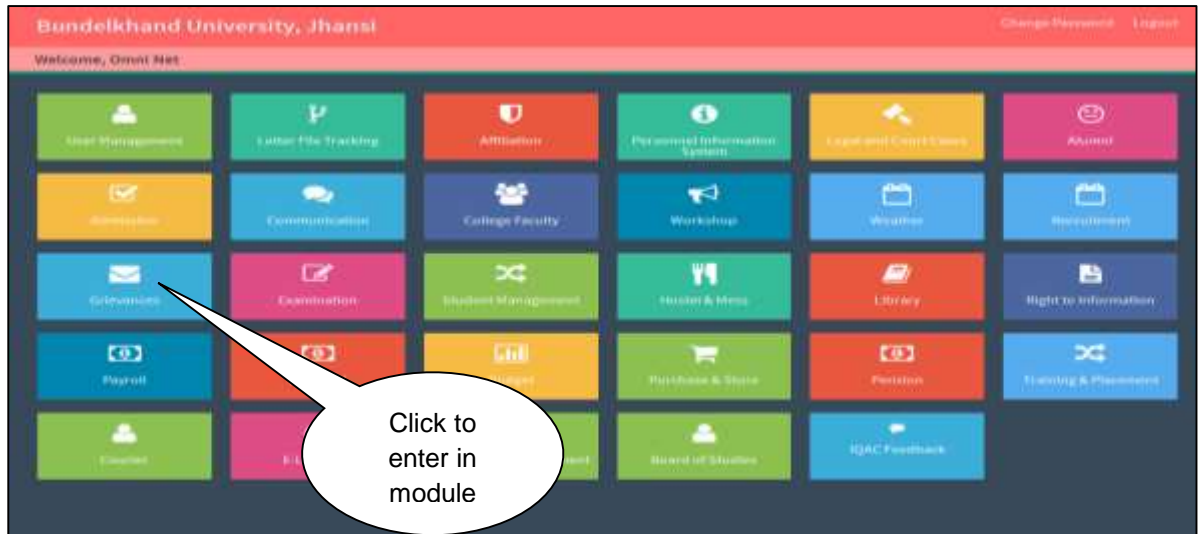 Bundelkhand University, Jhansi
Change Password Logout
Welcome, Omni Net
User Management
Letter File Tracking
Affiliation
Personnel Information
System
Legal and Court Cases
Alumni
Admission
Communication
College Faculty
Workshop
Weather
Recruitment
Grievances
Examination
Student Management
Hostel & Mess
Library
Right to Information
Payroll
Purchase & Store
Pension
Training & Placement
Click to
enter in
module
Courier
Board of Studies
IQAC Feedback